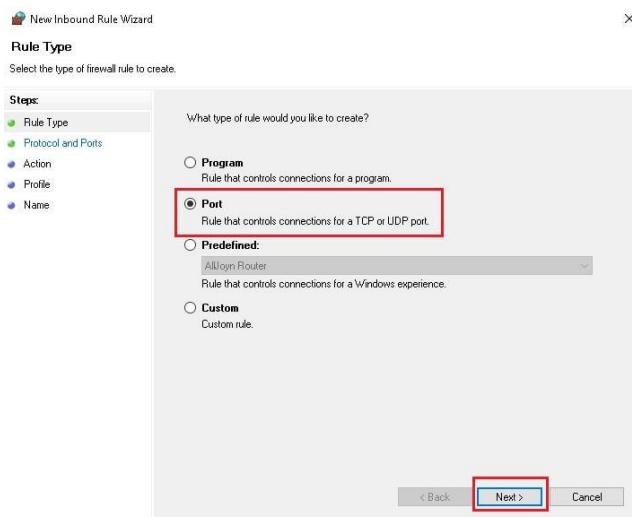 New Inbound Rule Wizard
Rule Type
Select the type of firewall rule to create.
Steps:
Rule Type
Protocol and Ports
Action
Profile
Name
What type of rule would you like to create?
Program
Rule that controls connections for a program.
Port
Rule that controls connections for a TCP or UDP port.
Predefined:
AllJoyn Router
Rule that controls connections for a Windows experience.
Custom
Custom rule.
< Back
Next >
Cancel